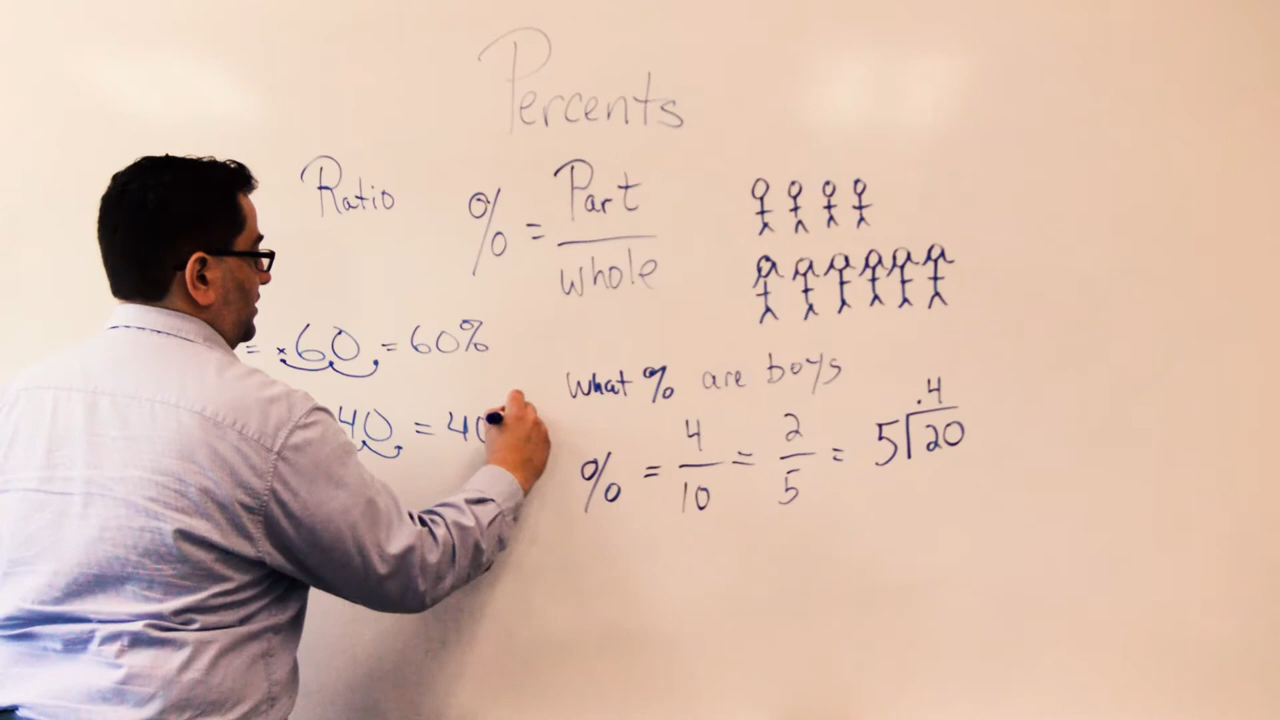 Percents
Ratio
% = Part / whole
= .60 = 60%
40 = 40
What % are boys
.4
% = 4/10 = 2/5 = 5⟌20